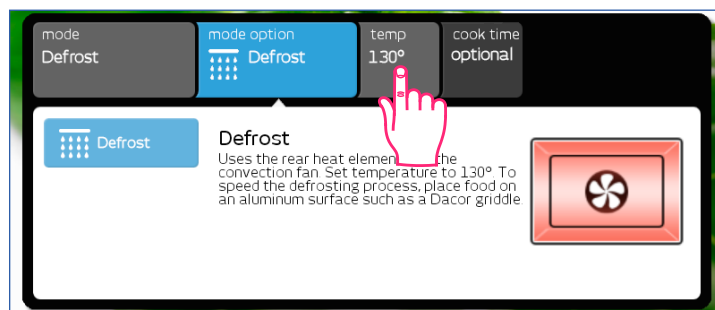 mode
Defrost
mode option
Defrost
temp
130°
cook time
optional
Defrost
Defrost
Uses the rear heat element the
convection fan. Set temperature to 130°. To
speed the defrosting process, place food on
an aluminum surface such as a Dacor griddle.